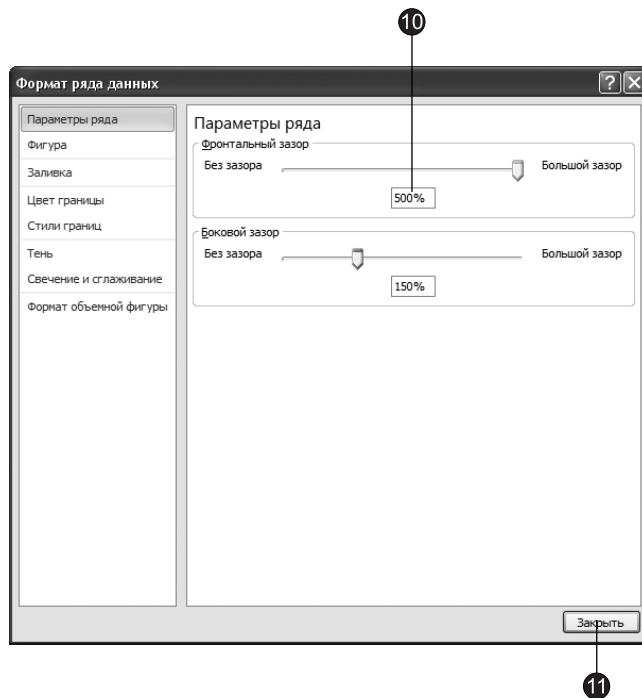 10
Формат ряда данных
Параметры ряда
Фигура
Заливка
Цвет границы
Стили границ
Тень
Свечение и сглаживание
Формат объемной фигуры
Параметры ряда
Фронтальный зазор
Без зазора
Большой зазор
500%
Боковой зазор
Без зазора
Большой зазор
150%
Закрыть
11